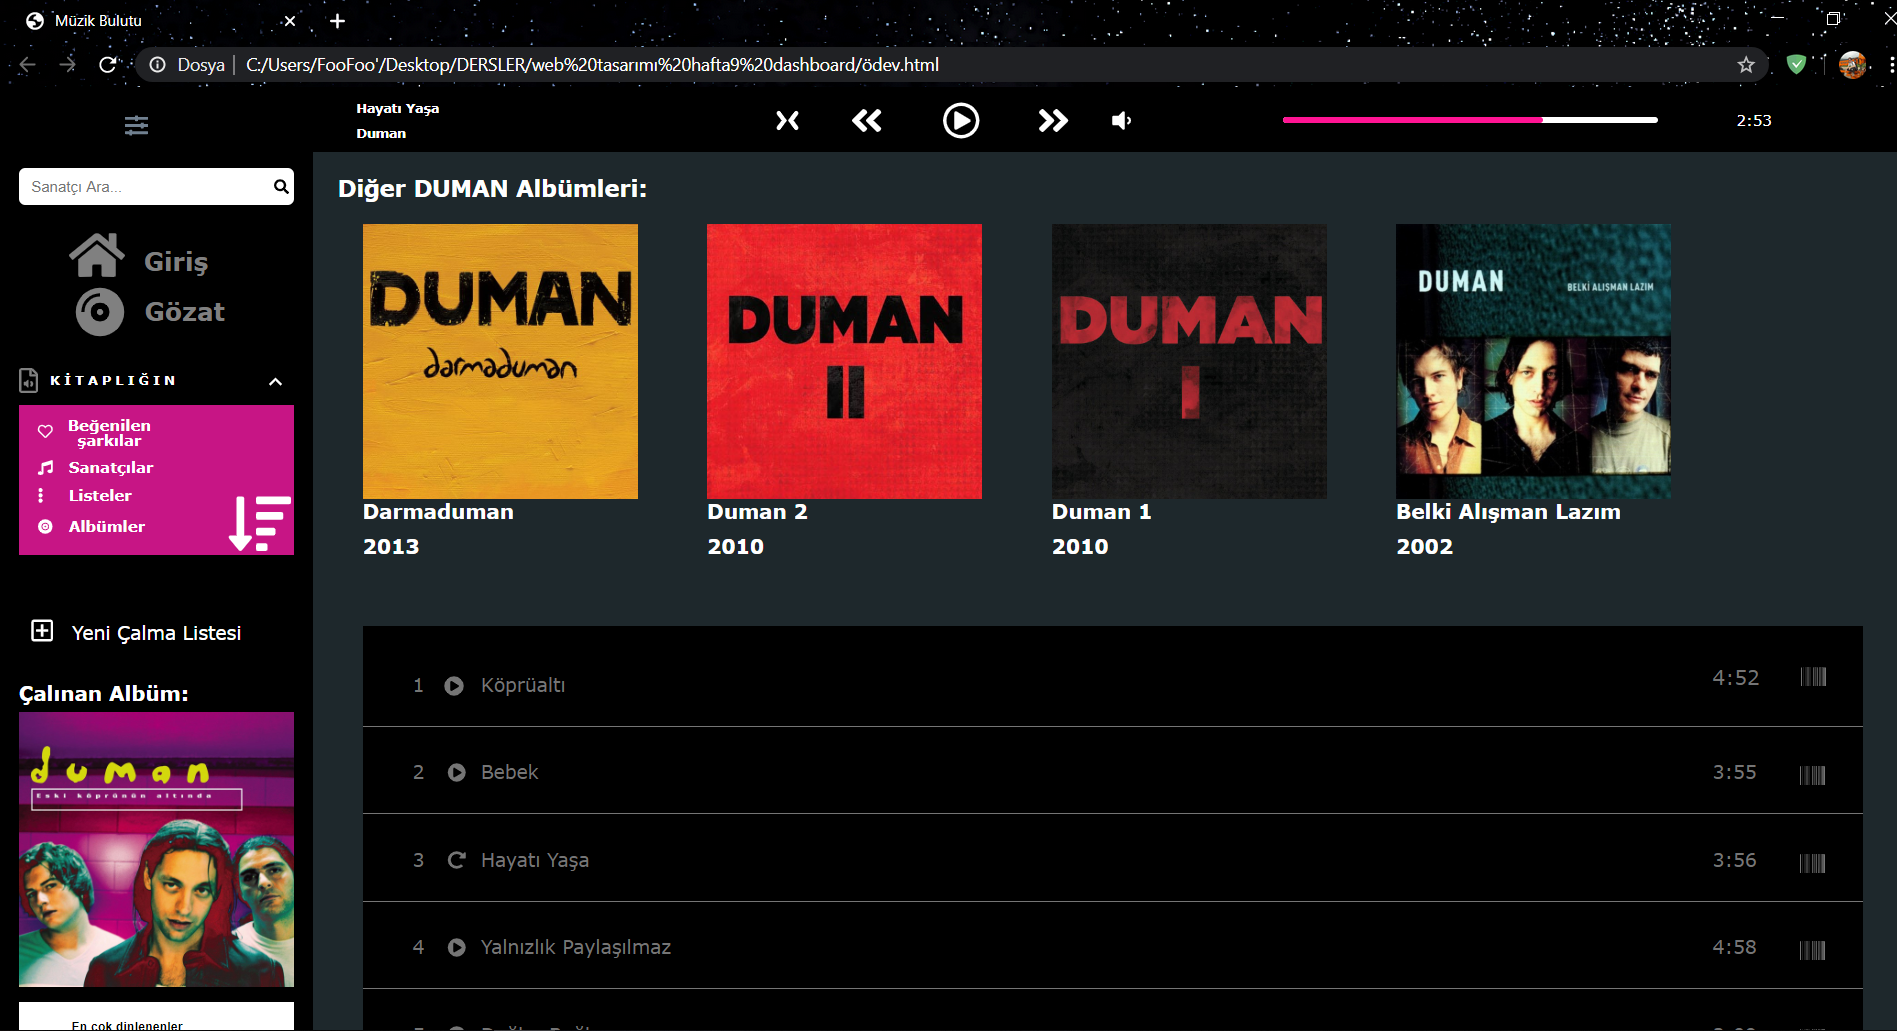 Müzik Bulutu
Dosya
C:/Users/FooFoo'/Desktop/DERSLER/web%20tasarımı%20hafta9%20dashboard/ödev.html
Hayatı Yaşa
Duman
2:53
Sanatçı Ara...
Giriş
Gözat
KİTAPLIĞIN
Beğenilen
şarkılar
Sanatçılar
Listeler
Albümler
Yeni Çalma Listesi
Çalınan Albüm:
duman
Eski köprünün altında
En çok dinlenenler
Diğer DUMAN Albümleri:
DUMAN
darmaduman
Darmaduman
2013
DUMAN
II
Duman 2
2010
DUMAN
I
Duman 1
2010
DUMAN
BELKİ ALIŞMAN LAZIM
Belki Alışman Lazım
2002
1 Köprüaltı 4:52
2 Bebek 3:55
3 Hayatı Yaşa 3:56
4 Yalnızlık Paylaşılmaz 4:58